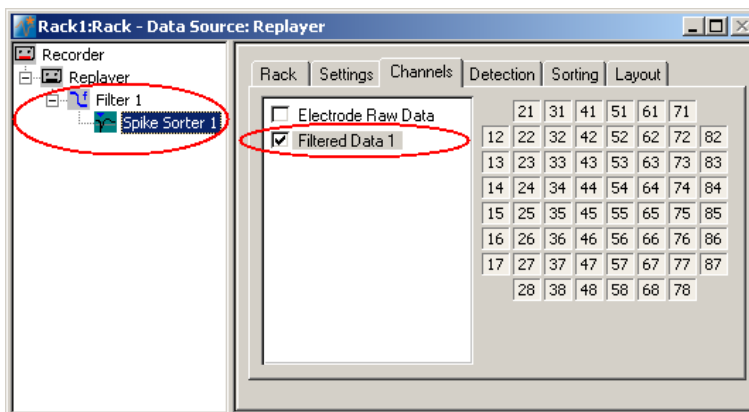 Rack1:Rack - Data Source: Replayer
Recorder
Replayer
Filter 1
Spike Sorter 1
Rack Settings Channels Detection Sorting Layout
Electrode Raw Data
Filtered Data 1
21 31 41 51 61 71
12 22 32 42 52 62 72 82
13 23 33 43 53 63 73 83
14 24 34 44 54 64 74 84
15 25 35 45 55 65 75 85
16 26 36 46 56 66 76 86
17 27 37 47 57 67 77 87
28 38 48 58 68 78